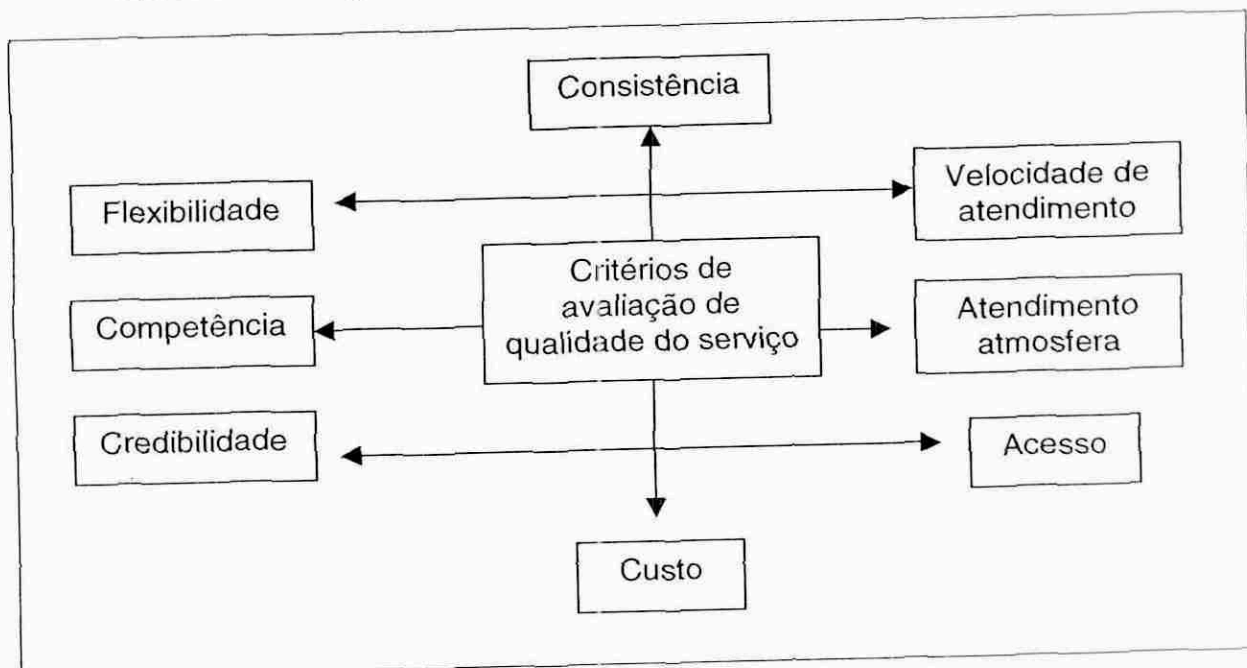 Consistência
Flexibilidade
Velocidade de
atendimento
Critérios de
avaliação de
qualidade do serviço
Competência
Atendimento
atmosfera
Credibilidade
Acesso
Custo